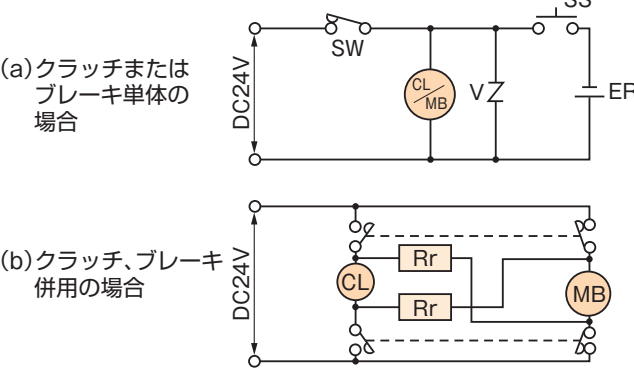 (a)クラッチまたは
ブレーキ単体の
場合
DC24V
SW
CL
MB
V
SS
ER
(b)クラッチ、ブレーキ
併用の場合
DC24V
CL
Rr
Rr
MB